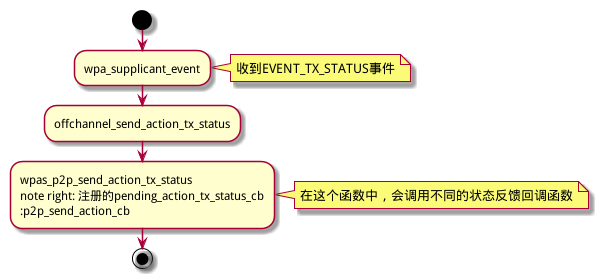 wpa_supplicant_event
收到EVENT_TX_STATUS事件
offchannel_send_action_tx_status
wpas_p2p_send_action_tx_status
note right: 注册的pending_action_tx_status_cb
:p2p_send_action_cb
在这个函数中，会调用不同的状态反馈回调函数